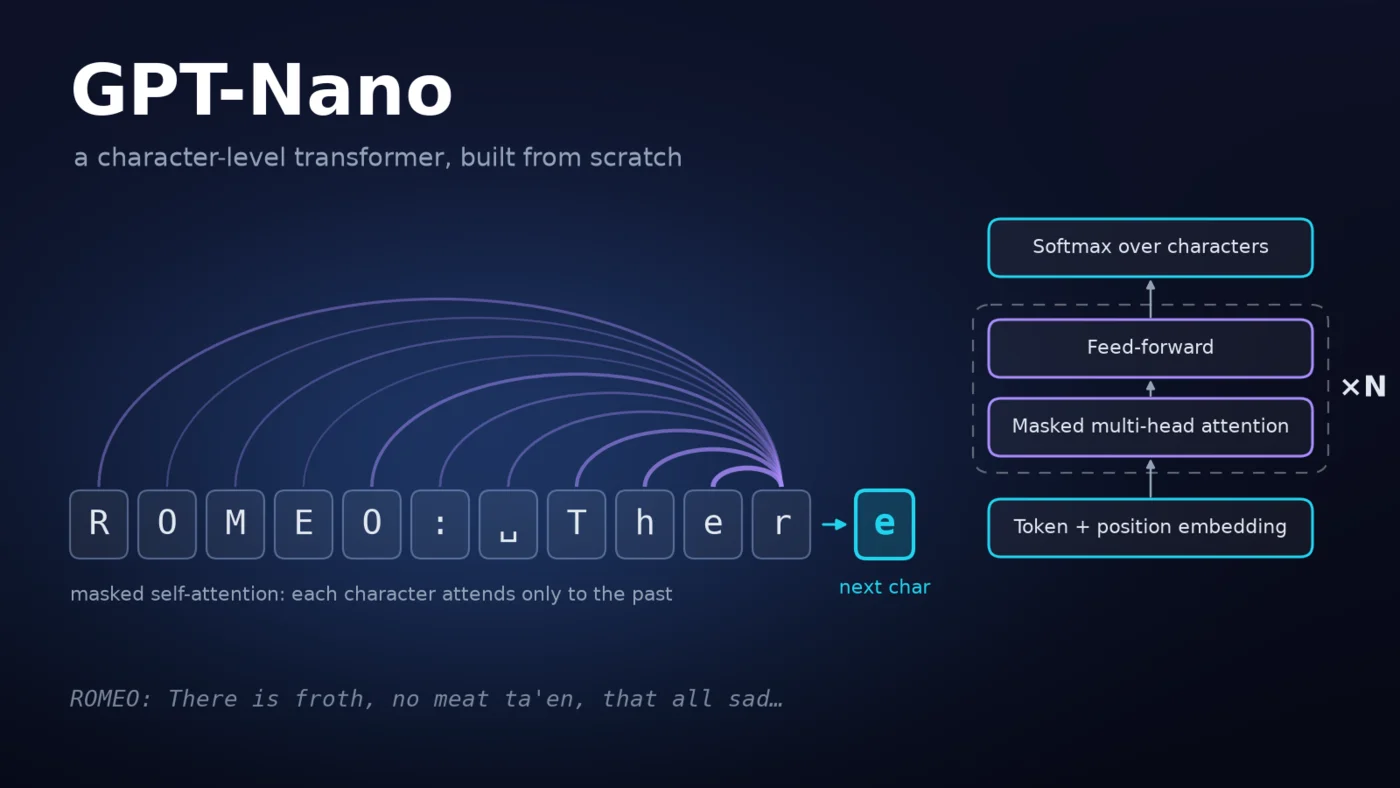 GPT-Nano
a character-level transformer, built from scratch
R O M E O : ␣ T h e r e
next char
masked self-attention: each character attends only to the past
ROMEO: There is froth, no meat ta'en, that all sad…
Softmax over characters
Feed-forward
×N
Masked multi-head attention
Token + position embedding